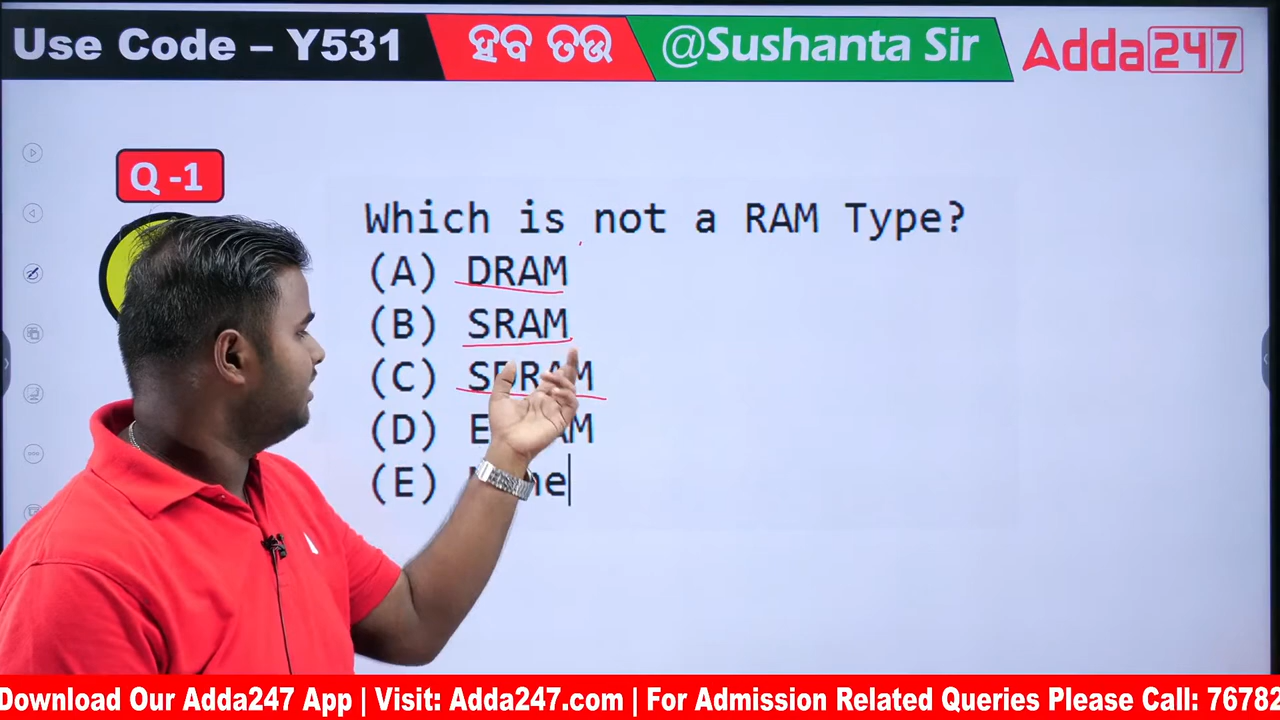 Use Code – Y531
ହବ ତଉ
@Sushanta Sir
Adda247
Q -1
Which is not a RAM Type?
(A) DRAM
(B) SRAM
(C) SDRAM
(D)
(E)
Download Our Adda247 App | Visit: Adda247.com | For Admission Related Queries Please Call: 76782